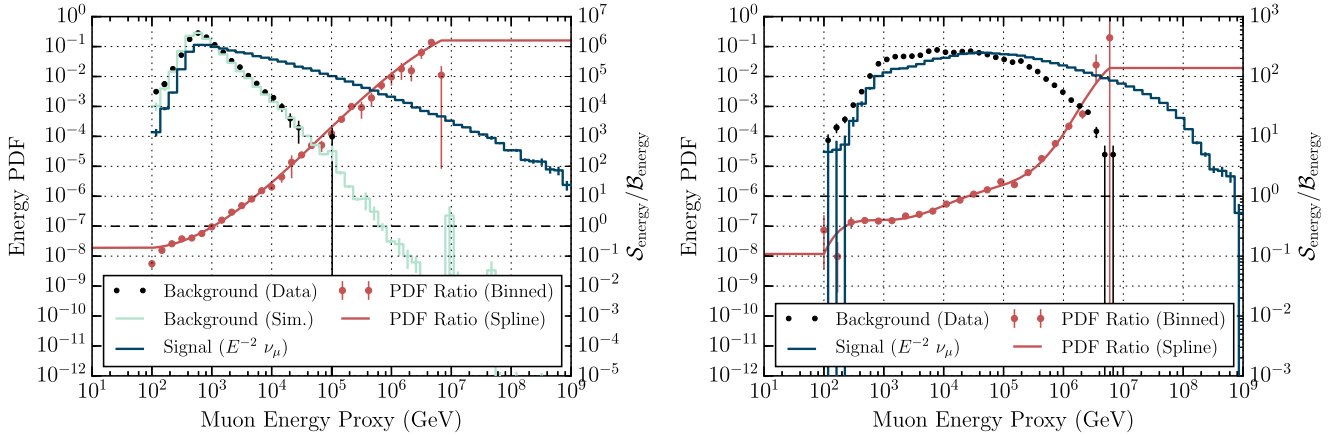 10^0
10^-1
10^-2
10^-3
10^-4
10^-5
10^-6
10^-7
10^-8
10^-9
10^-10
10^-11
10^-12
Energy PDF
10^7
10^6
10^5
10^4
10^3
10^2
10^1
10^0
10^-1
10^-2
10^-3
10^-4
10^-5
𝒮_energy/ℬ_energy
Background (Data)
Background (Sim.)
Signal (E^-2 ν_μ)
PDF Ratio (Binned)
PDF Ratio (Spline)
10^1 10^2 10^3 10^4 10^5 10^6 10^7 10^8 10^9
Muon Energy Proxy (GeV)
10^0
10^-1
10^-2
10^-3
10^-4
10^-5
10^-6
10^-7
10^-8
10^-9
10^-10
10^-11
10^-12
Energy PDF
10^3
10^2
10^1
10^0
10^-1
10^-2
10^-3
𝒮_energy/ℬ_energy
Background (Data)
Signal (E^-2 ν_μ)
PDF Ratio (Binned)
PDF Ratio (Spline)
10^1 10^2 10^3 10^4 10^5 10^6 10^7 10^8 10^9
Muon Energy Proxy (GeV)